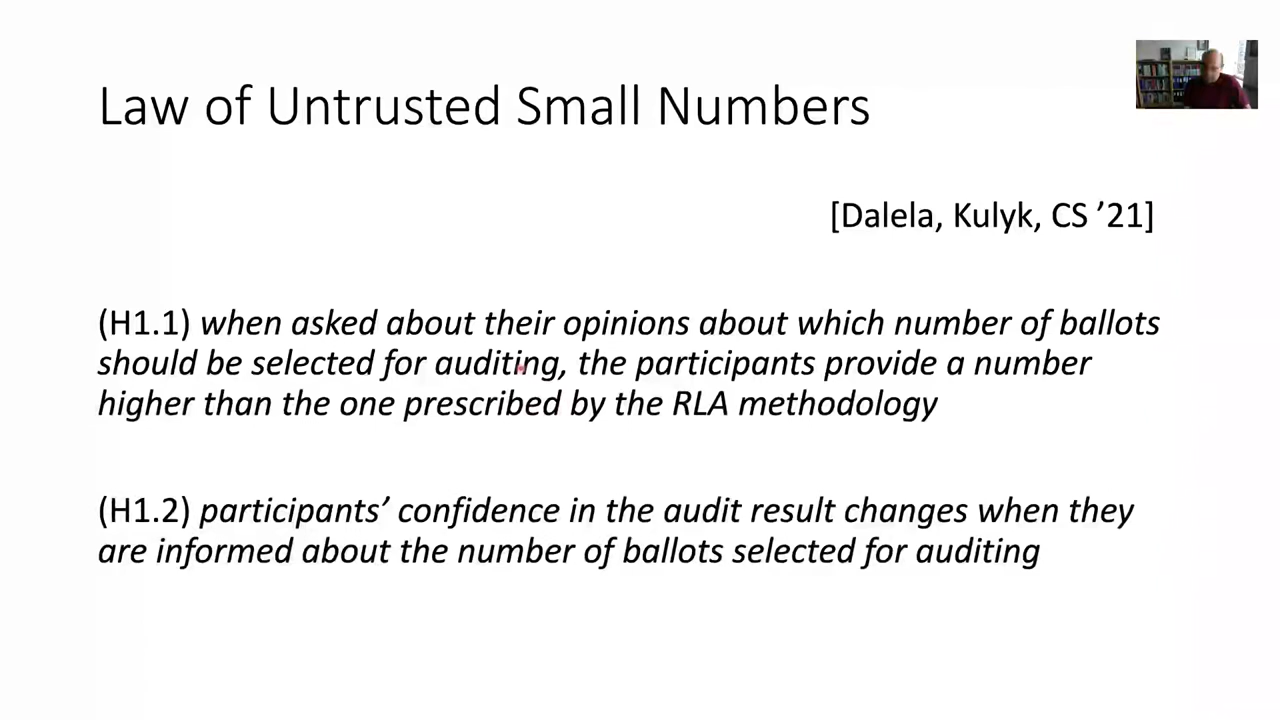 Law of Untrusted Small Numbers
[Dalela, Kulyk, CS ’21]
(H1.1) when asked about their opinions about which number of ballots
should be selected for auditing, the participants provide a number
higher than the one prescribed by the RLA methodology
(H1.2) participants’ confidence in the audit result changes when they
are informed about the number of ballots selected for auditing